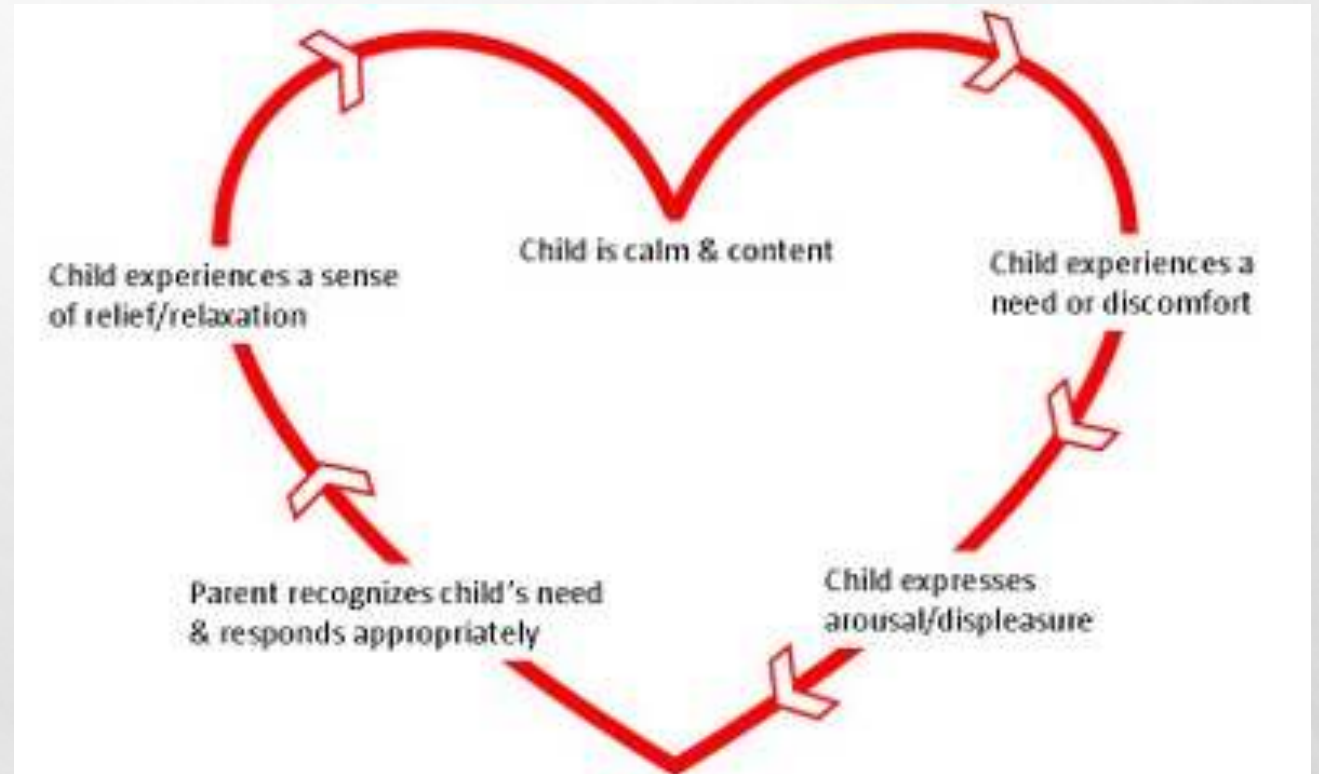 Child is calm & content
Child experiences a
need or discomfort
Child expresses
arousal/displeasure
Parent recognizes child's need
& responds appropriately
Child experiences a sense
of relief/relaxation